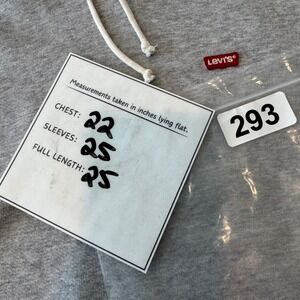 LEVI'S
293
Measurements taken in inches lying flat.
CHEST: 22
SLEEVES: 25
FULL LENGTH: 25